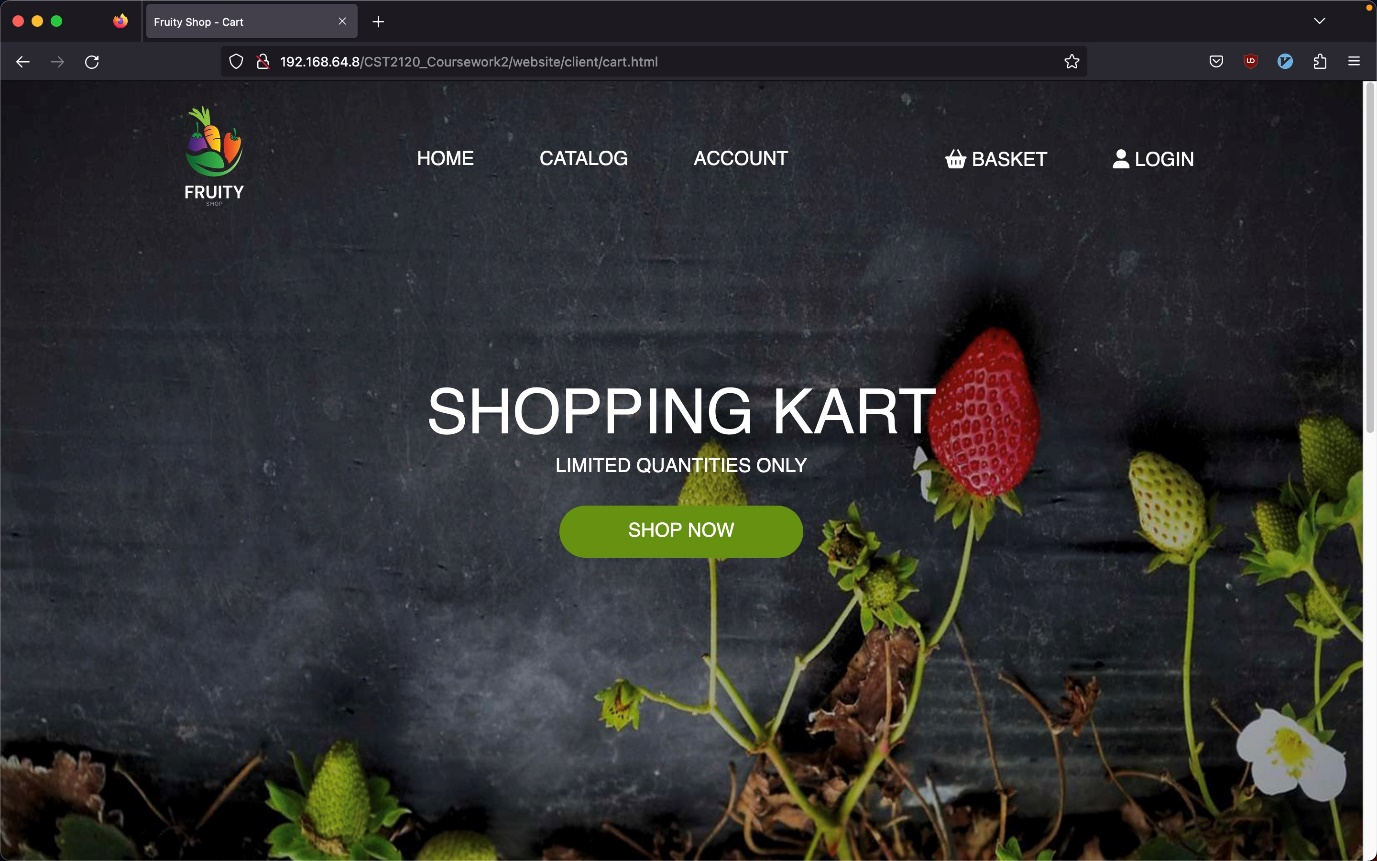 Fruity Shop - Cart
192.168.64.8/CST2120_Coursework2/website/client/cart.html
HOME CATALOG ACCOUNT BASKET LOGIN
FRUITY
SHOP
SHOPPING KART
LIMITED QUANTITIES ONLY
SHOP NOW